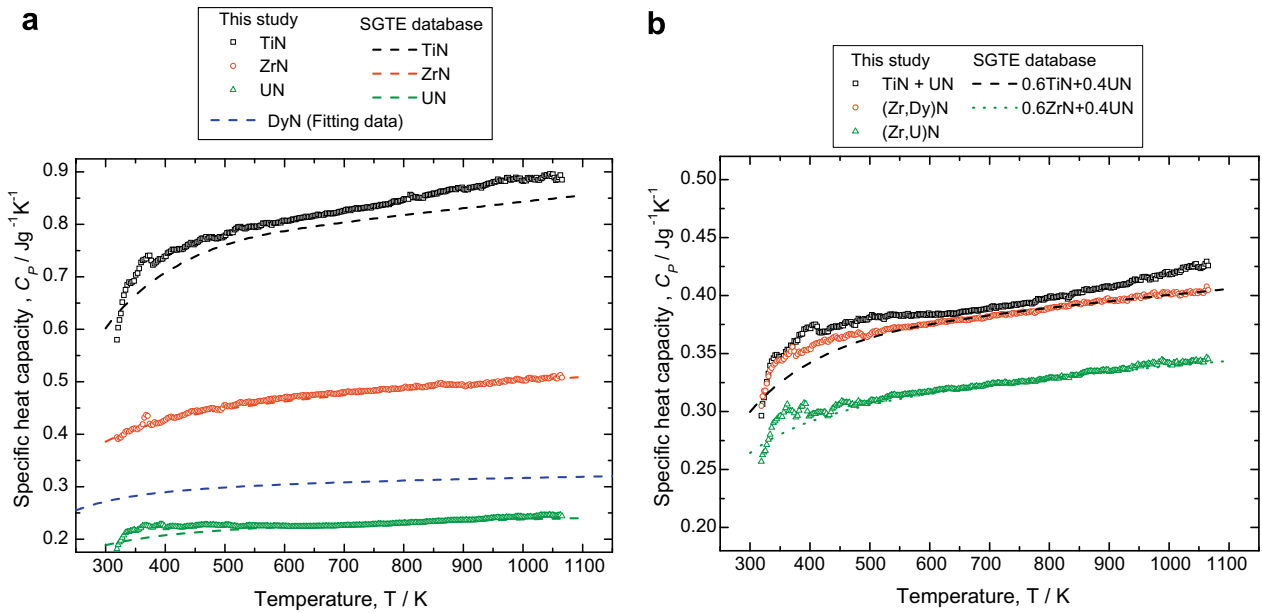 a
This study
SGTE database
TiN
ZrN
UN
TiN
ZrN
UN
DyN (Fitting data)
0.9
0.8
0.7
0.6
0.5
0.4
0.3
0.2
Specific heat capacity , C_P / Jg⁻¹K⁻¹
300 400 500 600 700 800 900 1000 1100
Temperature, T / K
b
This study
SGTE database
TiN + UN
(Zr,Dy)N
(Zr,U)N
0.6TiN+0.4UN
0.6ZrN+0.4UN
0.50
0.45
0.40
0.35
0.30
0.25
0.20
Specific heat capacity , C_P / Jg⁻¹K⁻¹
300 400 500 600 700 800 900 1000 1100
Temperature, T / K